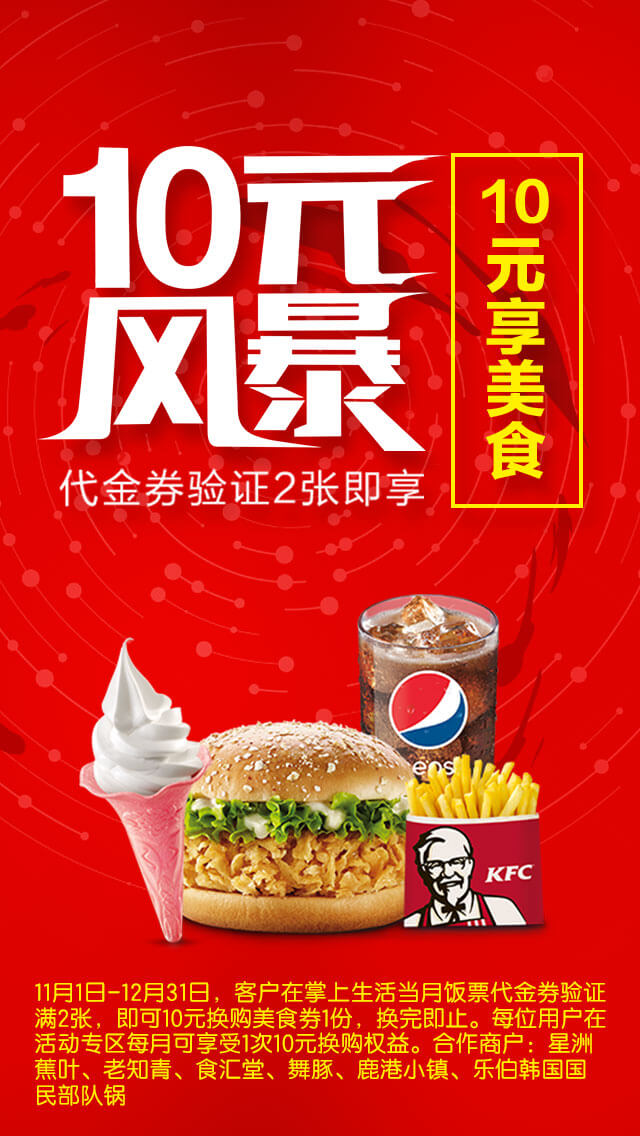 10元
风暴
10元享美食
代金券验证2张即享
pepsi
KFC
11月1日-12月31日，客户在掌上生活当月饭票代金券验证
满2张，即可10元换购美食券1份，换完即止。每位用户在
活动专区每月可享受1次10元换购权益。合作商户：星洲
蕉叶、老知青、食汇堂、舞豚、鹿港小镇、乐伯韩国国
民部队锅